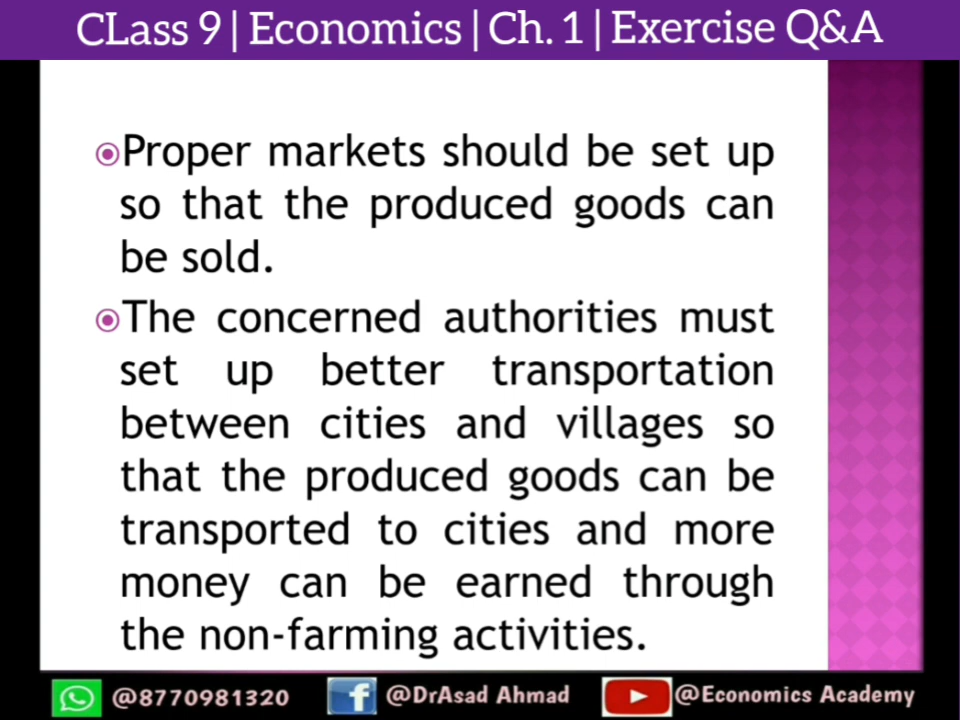 CLass 9 | Economics | Ch. 1 | Exercise Q&A
Proper markets should be set up
so that the produced goods can
be sold.
The concerned authorities must
set up better transportation
between cities and villages so
that the produced goods can be
transported to cities and more
money can be earned through
the non-farming activities.
@8770981320 @DrAsad Ahmad @Economics Academy